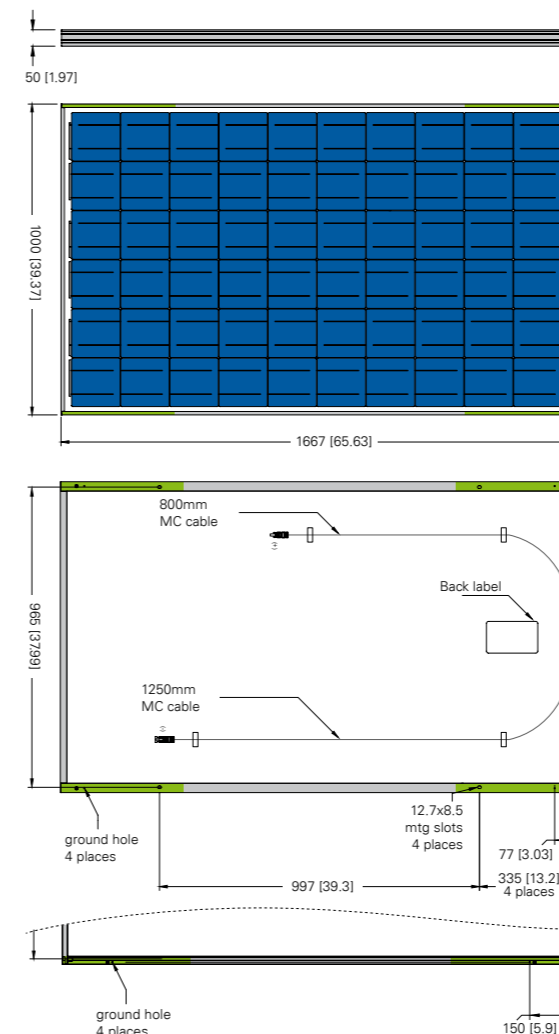 50 [1.97]
1000 [39.37]
1667 [65.63]
800mm
MC cable
Back label
965 [37.99]
1250mm
MC cable
12.7x8.5
mtg slots
4 places
ground hole
4 places
77 [3.03]
335 [13.2]
4 places
997 [39.3]
ground hole
4 places
150 [5.9]